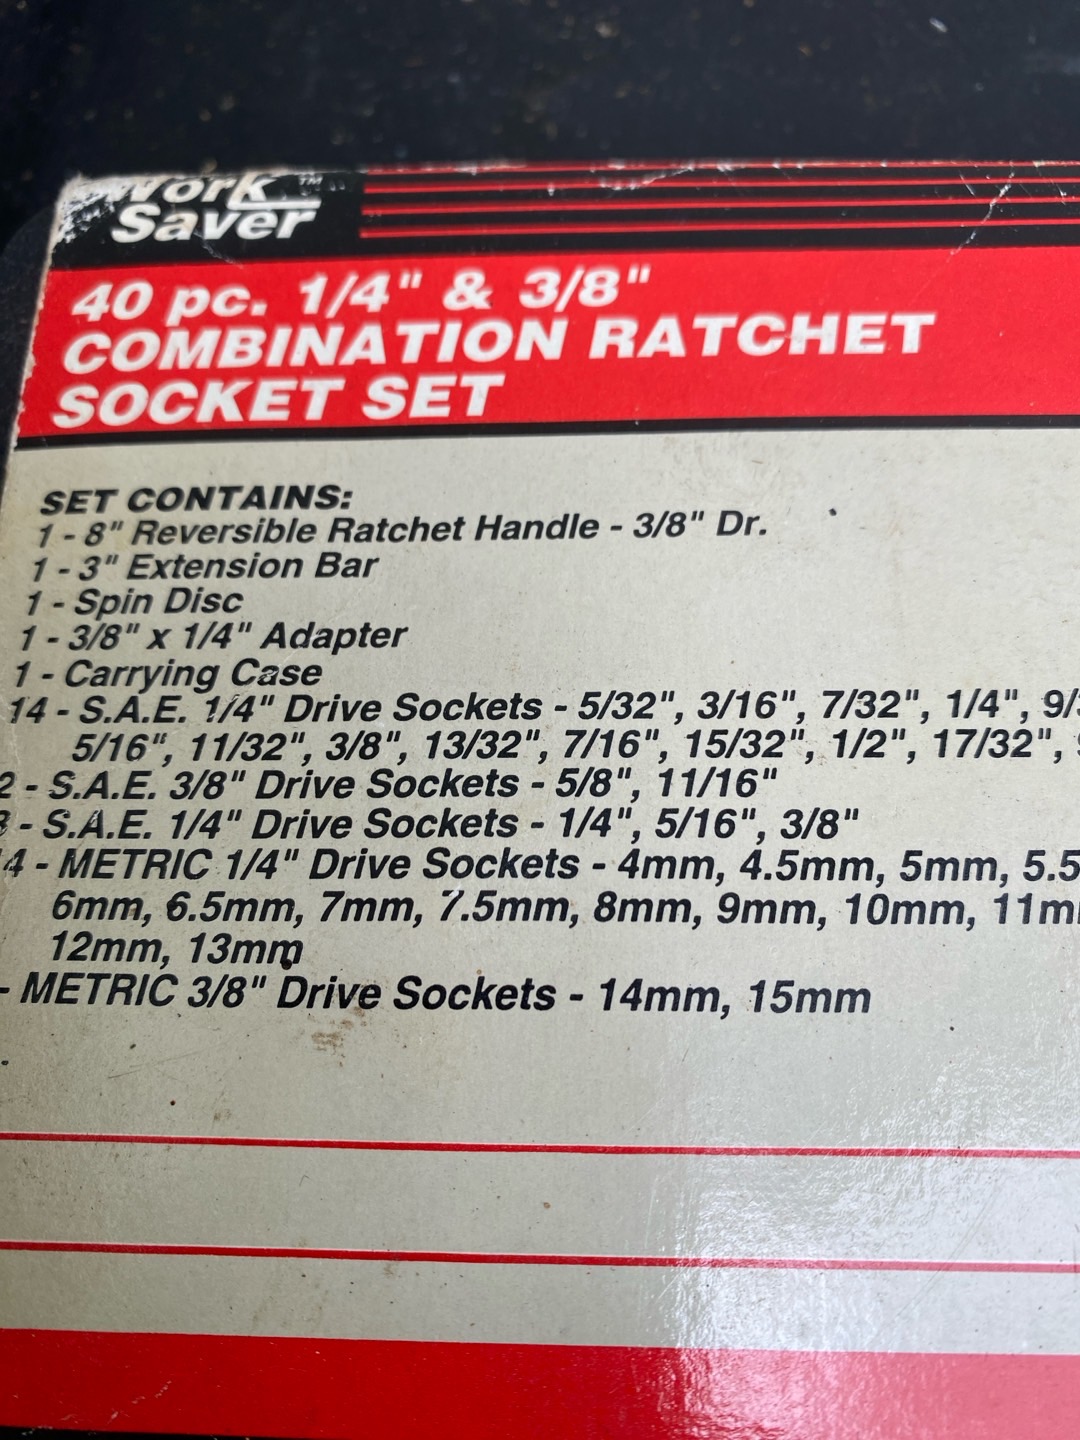 Work ™
Saver
40 pc. 1/4" & 3/8"
COMBINATION RATCHET
SOCKET SET
SET CONTAINS:
1 - 8" Reversible Ratchet Handle - 3/8" Dr.
1 - 3" Extension Bar
1 - Spin Disc
1 - 3/8" x 1/4" Adapter
1 - Carrying Case
14 - S.A.E. 1/4" Drive Sockets - 5/32", 3/16", 7/32", 1/4", 9/
5/16", 11/32", 3/8", 13/32", 7/16", 15/32", 1/2", 17/32",
2 - S.A.E. 3/8" Drive Sockets - 5/8", 11/16"
3 - S.A.E. 1/4" Drive Sockets - 1/4", 5/16", 3/8"
4 - METRIC 1/4" Drive Sockets - 4mm, 4.5mm, 5mm, 5.5
6mm, 6.5mm, 7mm, 7.5mm, 8mm, 9mm, 10mm, 11m
12mm, 13mm
- METRIC 3/8" Drive Sockets - 14mm, 15mm